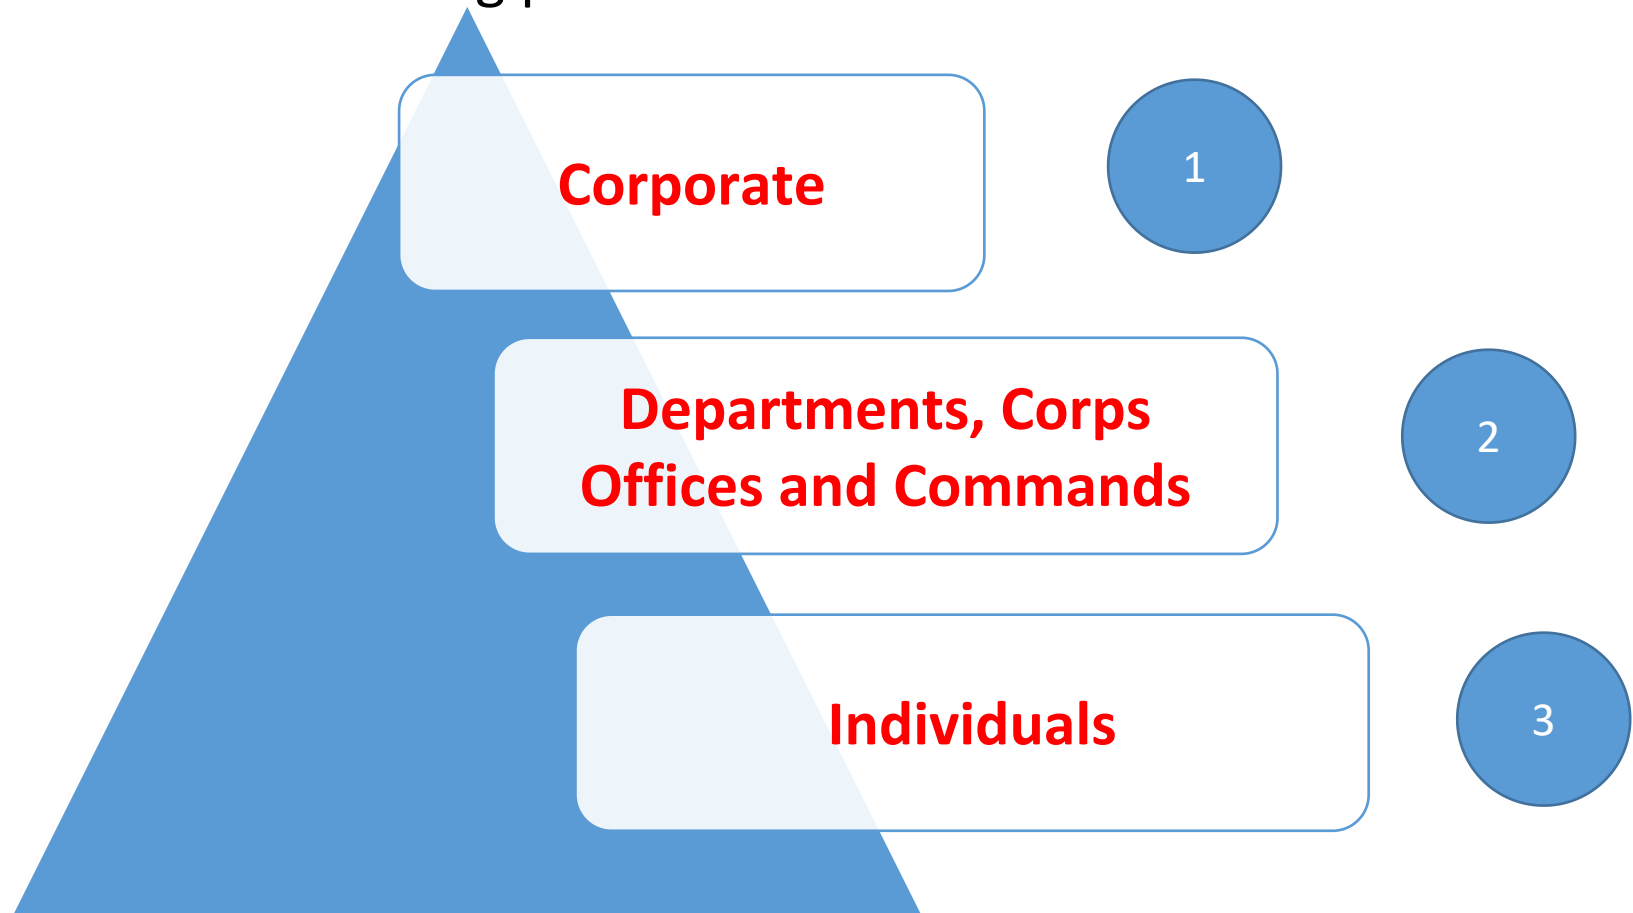 Corporate
1
Departments, Corps
Offices and Commands
2
Individuals
3